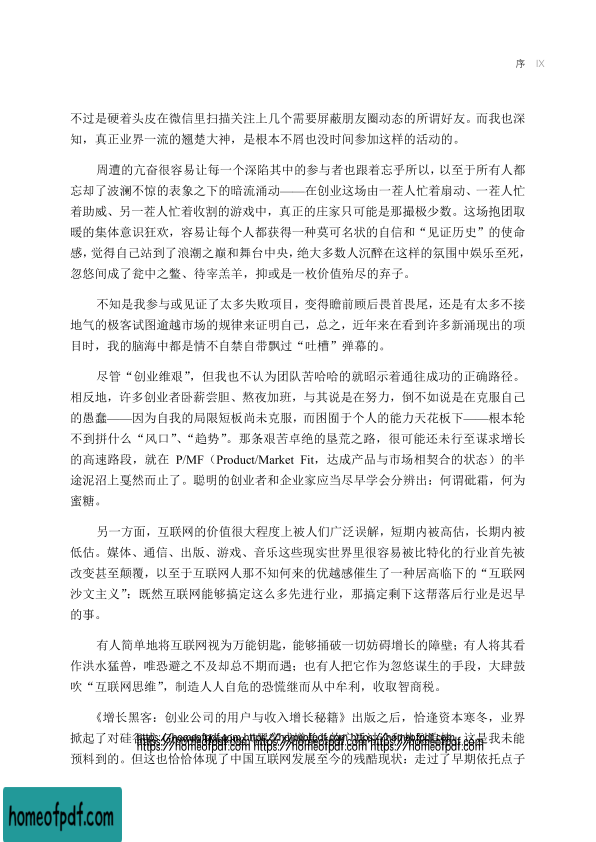 序 IX
不过是硬着头皮在微信里扫描关注上几个需要屏蔽朋友圈动态的所谓好友。而我也深
知，真正业界一流的翘楚大神，是根本不屑也没时间参加这样的活动的。
周遭的亢奋很容易让每一个深陷其中的参与者也跟着忘乎所以，以至于所有人都
忘却了波澜不惊的表象之下的暗流涌动——在创业这场由一茬人忙着扇动、一茬人忙
着助威、另一茬人忙着收割的游戏中，真正的庄家只可能是那撮极少数。这场抱团取
暖的集体意识狂欢，容易让每个人都获得一种莫可名状的自信和“见证历史”的使命
感，觉得自己站到了浪潮之巅和舞台中央，绝大多数人沉醉在这样的氛围中娱乐至死，
忽悠间成了瓮中之鳖、待宰羔羊，抑或是一枚价值殆尽的弃子。
不知是我参与或见证了太多失败项目，变得瞻前顾后畏首畏尾，还是有太多不接
地气的极客试图逾越市场的规律来证明自己，总之，近年来在看到许多新涌现出的项
目时，我的脑海中都是情不自禁自带飘过“吐槽”弹幕的。
尽管“创业维艰”，但我也不认为团队苦哈哈的就昭示着通往成功的正确路径。
相反地，许多创业者卧薪尝胆、熬夜加班，与其说是在努力，倒不如说是在克服自己
的愚蠢——因为自我的局限短板尚未克服，而困囿于个人的能力天花板下——根本轮
不到拼什么“风口”、“趋势”。那条艰苦卓绝的垦荒之路，很可能还未行至谋求增长
的高速路段，就在 P/MF（Product/Market Fit，达成产品与市场相契合的状态）的半
途泥沼上戛然而止了。聪明的创业者和企业家应当尽早学会分辨出：何谓砒霜，何为
蜜糖。
另一方面，互联网的价值很大程度上被人们广泛误解，短期内被高估，长期内被
低估。媒体、通信、出版、游戏、音乐这些现实世界里很容易被比特化的行业首先被
改变甚至颠覆，以至于互联网人那不知何来的优越感催生了一种居高临下的“互联网
沙文主义”：既然互联网能够搞定这么多先进行业，那搞定剩下这帮落后行业是迟早
的事。
有人简单地将互联网视为万能钥匙，能够捅破一切妨碍增长的障壁；有人将其看
作洪水猛兽，唯恐避之不及却总不期而遇；也有人把它作为忽悠谋生的手段，大肆鼓
吹“互联网思维”，制造人人自危的恐慌继而从中牟利，收取智商税。
《增长黑客：创业公司的用户与收入增长秘籍》出版之后，恰逢资本寒冬，业界
掀起了对硅谷 这是我未能
https://homeofpdf.com https://homeofpdf.com https://homeofpdf.com
预料到的。但这也恰恰体现了中国互联网发展至今的残酷现状：走过了早期依托点子
homeofpdf.com